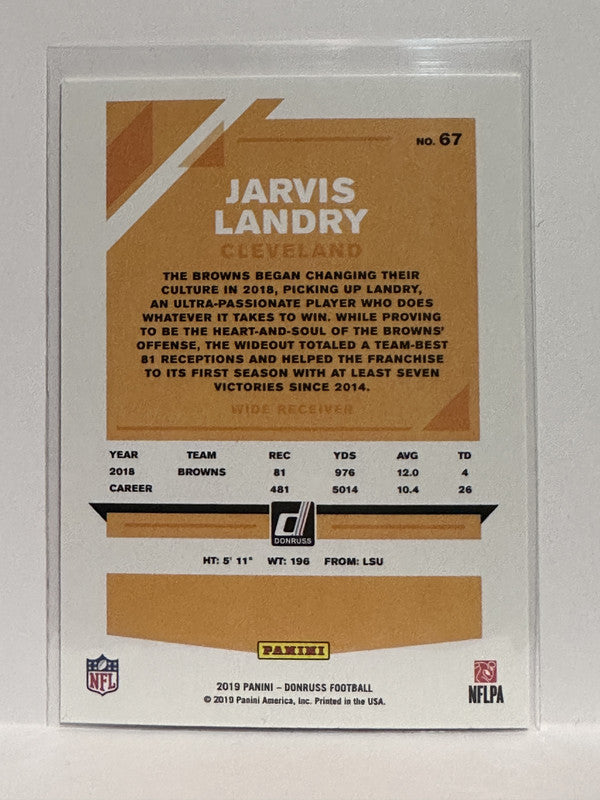 NO. 67
JARVIS
LANDRY
CLEVELAND
THE BROWNS BEGAN CHANGING THEIR
CULTURE IN 2018, PICKING UP LANDRY,
AN ULTRA-PASSIONATE PLAYER WHO DOES
WHATEVER IT TAKES TO WIN. WHILE PROVING
TO BE THE HEART-AND-SOUL OF THE BROWNS'
OFFENSE, THE WIDEOUT TOTALED A TEAM-BEST
81 RECEPTIONS AND HELPED THE FRANCHISE
TO ITS FIRST SEASON WITH AT LEAST SEVEN
VICTORIES SINCE 2014.
WIDE RECEIVER
YEAR TEAM REC YDS AVG TD
2018 BROWNS 81 976 12.0 4
CAREER 481 5014 10.4 26
d
DONRUSS
HT: 5' 11" WT: 196 FROM: LSU
PANINI
NFL
2019 PANINI – DONRUSS FOOTBALL
© 2019 Panini America, Inc. Printed in the USA.
NFLPA